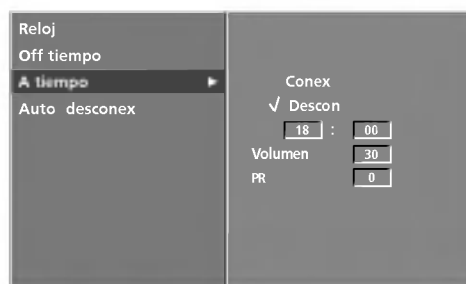 Reloj
Off tiempo
A tiempo
Auto desconex
Conex
√ Descon
18 : 00
Volumen 30
PR 0